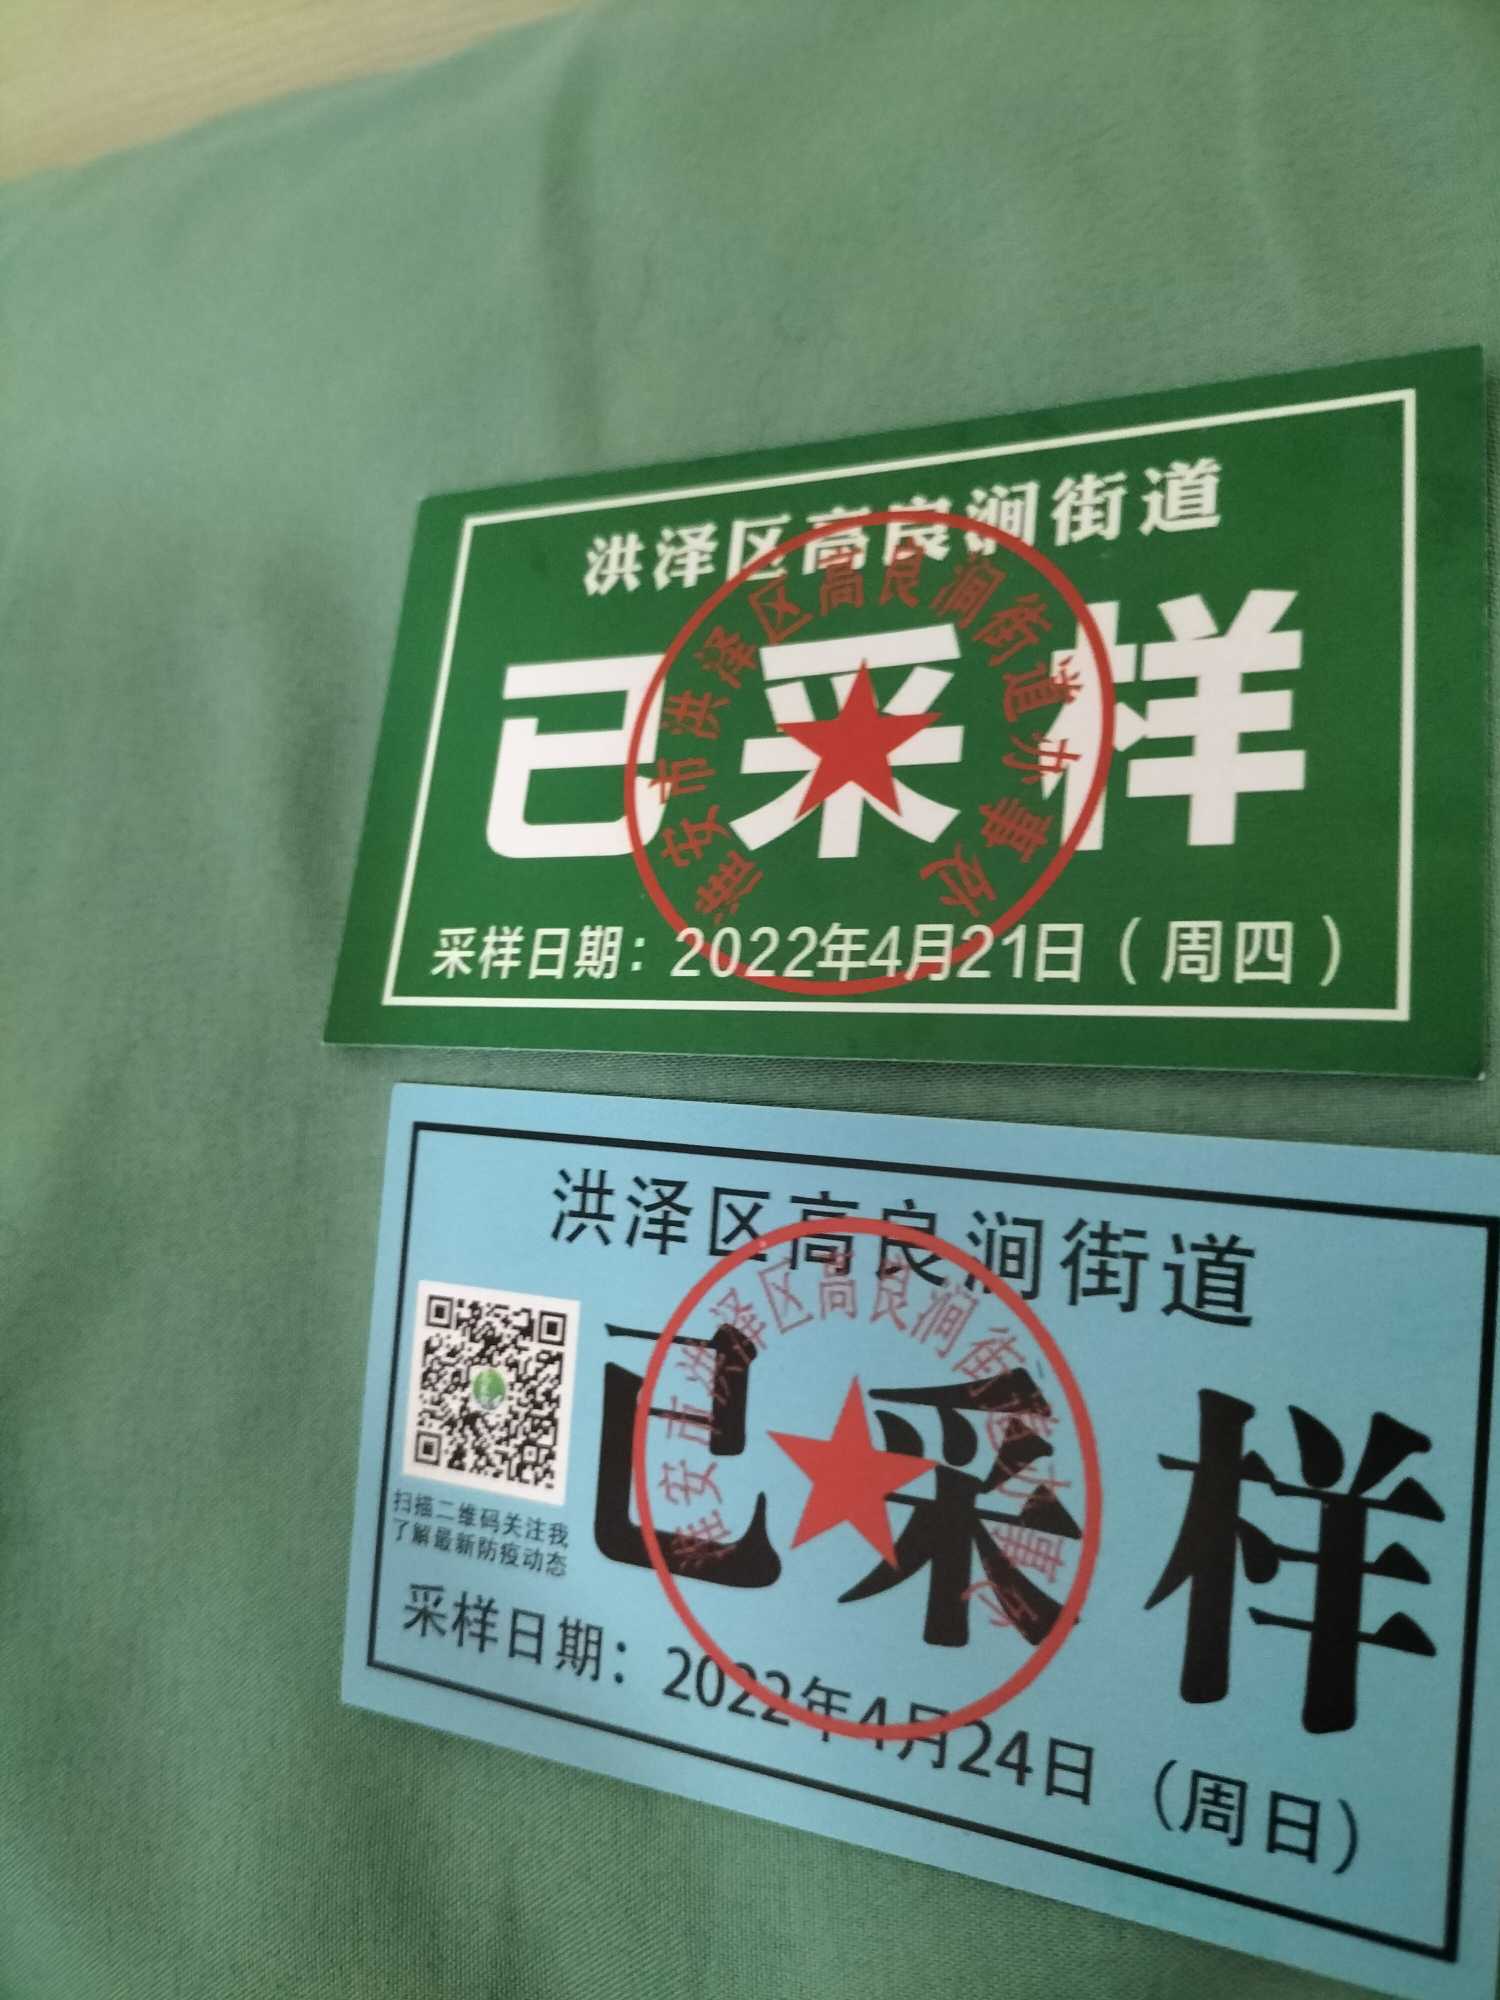 洪泽区高良涧街道
淮安市洪泽区高良涧街道办事处
已采样
采样日期：2022年4月21日（周四）
洪泽区高良涧街道
淮安市洪泽区高良涧街道办事处
已采样
扫描二维码关注我
了解最新防疫动态
采样日期：2022年4月24日（周日）